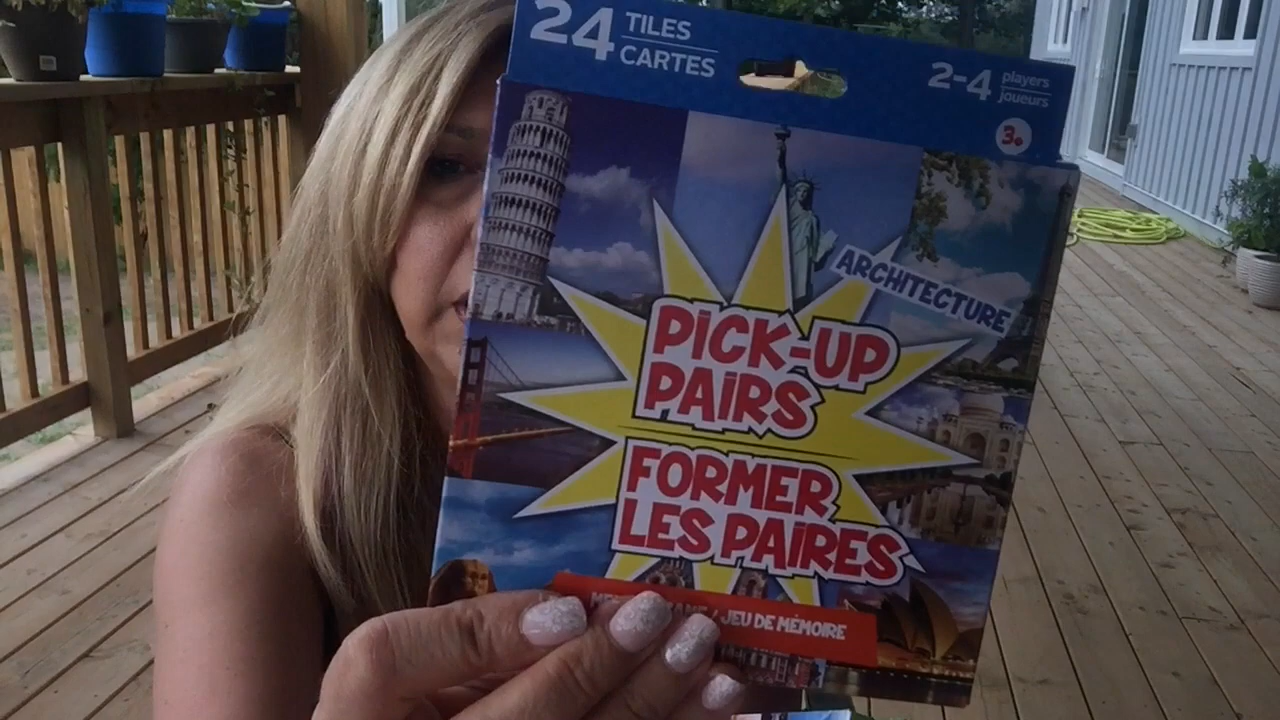 24 TILES
CARTES
2-4 players
joueurs
3+
ARCHITECTURE
PiCK-UP
PAiRS
FORMER
LES PAiRES
/ JEU DE MÉMOIRE